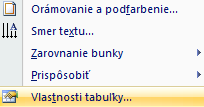 Orámovanie a podfarbenie...
Smer textu...
Zarovnanie bunky
Prispôsobiť
Vlastnosti tabuľky...